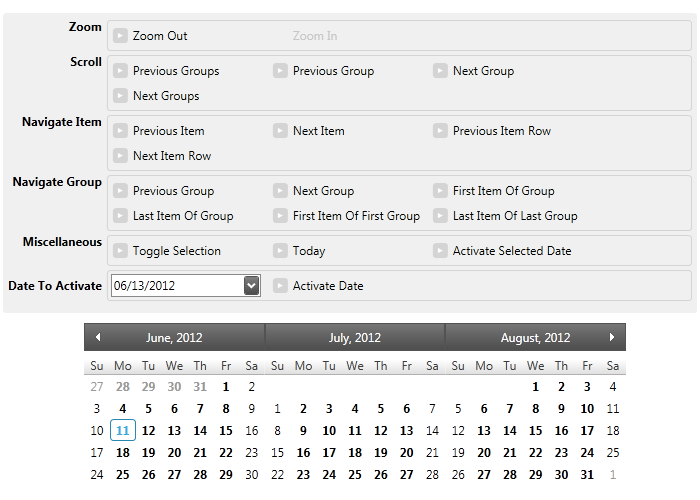 Zoom
Zoom Out Zoom In
Scroll
Previous Groups Previous Group Next Group
Next Groups
Navigate Item
Previous Item Next Item Previous Item Row
Next Item Row
Navigate Group
Previous Group Next Group First Item Of Group
Last Item Of Group First Item Of First Group Last Item Of Last Group
Miscellaneous
Toggle Selection Today Activate Selected Date
Date To Activate 06/13/2012 Activate Date
June, 2012 July, 2012 August, 2012
Su Mo Tu We Th Fr Sa Su Mo Tu We Th Fr Sa Su Mo Tu We Th Fr Sa
27 28 29 30 31 1 2 1 2 3 4
3 4 5 6 7 8 9 1 2 3 4 5 6 7 5 6 7 8 9 10 11
10 11 12 13 14 15 16 8 9 10 11 12 13 14 12 13 14 15 16 17 18
17 18 19 20 21 22 23 15 16 17 18 19 20 21 19 20 21 22 23 24 25
24 25 26 27 28 29 30 22 23 24 25 26 27 28 26 27 28 29 30 31 1